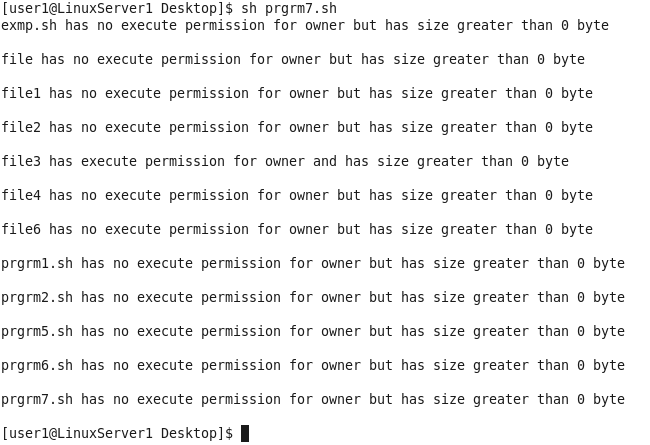 [user1@LinuxServer1 Desktop]$ sh prgrm7.sh
exmp.sh has no execute permission for owner but has size greater than 0 byte
file has no execute permission for owner but has size greater than 0 byte
file1 has no execute permission for owner but has size greater than 0 byte
file2 has no execute permission for owner but has size greater than 0 byte
file3 has execute permission for owner and has size greater than 0 byte
file4 has no execute permission for owner but has size greater than 0 byte
file6 has no execute permission for owner but has size greater than 0 byte
prgrm1.sh has no execute permission for owner but has size greater than 0 byte
prgrm2.sh has no execute permission for owner but has size greater than 0 byte
prgrm5.sh has no execute permission for owner but has size greater than 0 byte
prgrm6.sh has no execute permission for owner but has size greater than 0 byte
prgrm7.sh has no execute permission for owner but has size greater than 0 byte
[user1@LinuxServer1 Desktop]$